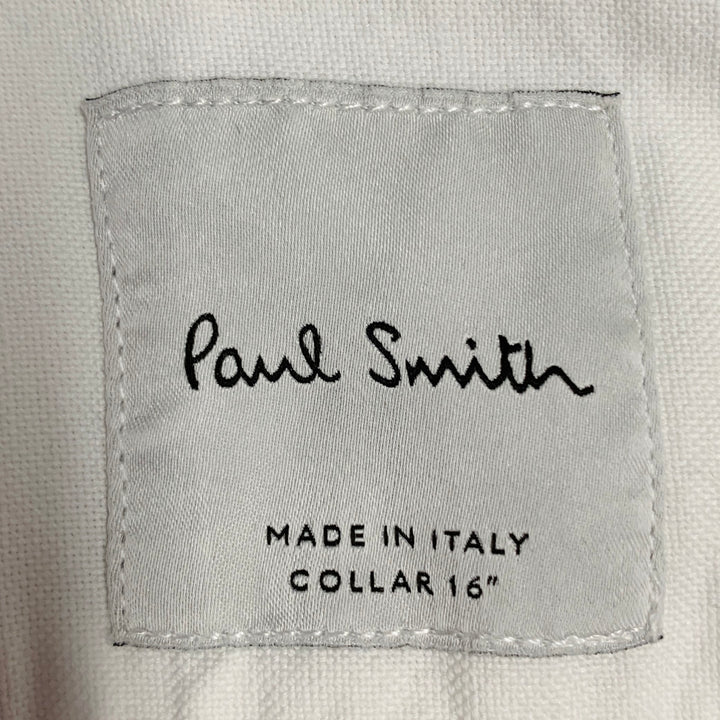 Paul Smith
MADE IN ITALY
COLLAR 16"